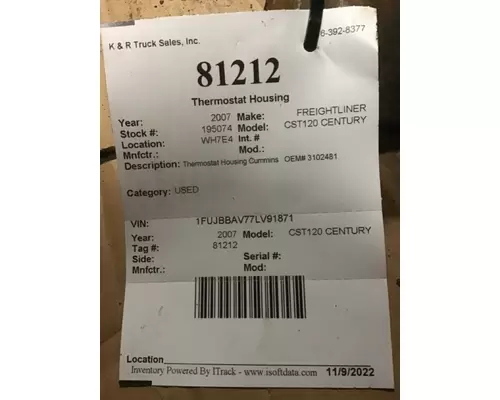 K & R Truck Sales, Inc.
6-392-6377
81212
Thermostat Housing
Year: 2007 Make: FREIGHTLINER
Stock #: 195074 Model: CST120 CENTURY
Location: WH7E4 Int. #
Mnfctr.: Mod.:
Description: Thermostat Housing Cummins OEM# 3102481
Category: USED
VIN: 1FUJBBAV77LV91871
Year: 2007 Model: CST120 CENTURY
Tag #: 81212
Side: Serial #:
Mnfctr.: Mod:
Location
Inventory Powered By ITrack - www.isoftdata.com 11/9/2022